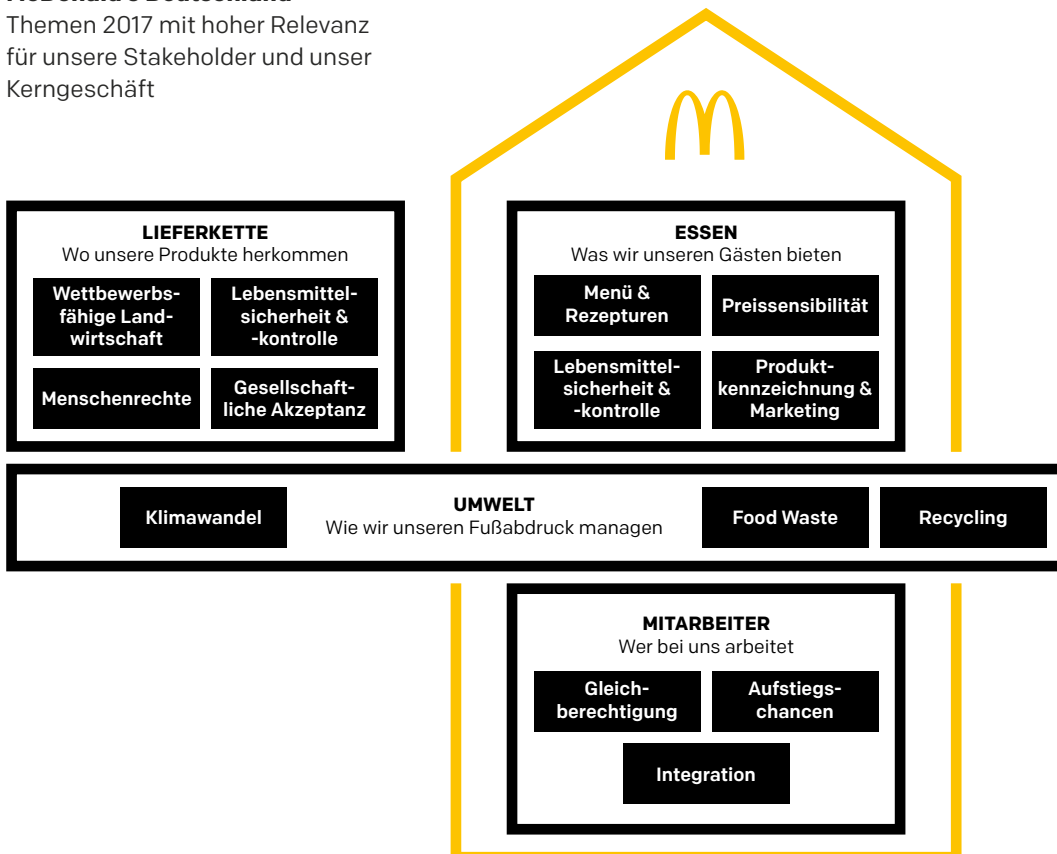 McDonald's Deutschland
Themen 2017 mit hoher Relevanz
für unsere Stakeholder und unser
Kerngeschäft
LIEFERKETTE
Wo unsere Produkte herkommen
Wettbewerbs-
fähige Land-
wirtschaft
Lebensmittel-
sicherheit &
-kontrolle
Menschenrechte
Gesellschaft-
liche Akzeptanz
ESSEN
Was wir unseren Gästen bieten
Menü &
Rezepturen
Preissensibilität
Lebensmittel-
sicherheit &
-kontrolle
Produkt-
kennzeichnung &
Marketing
Klimawandel
UMWELT
Wie wir unseren Fußabdruck managen
Food Waste
Recycling
MITARBEITER
Wer bei uns arbeitet
Gleich-
berechtigung
Aufstiegs-
chancen
Integration